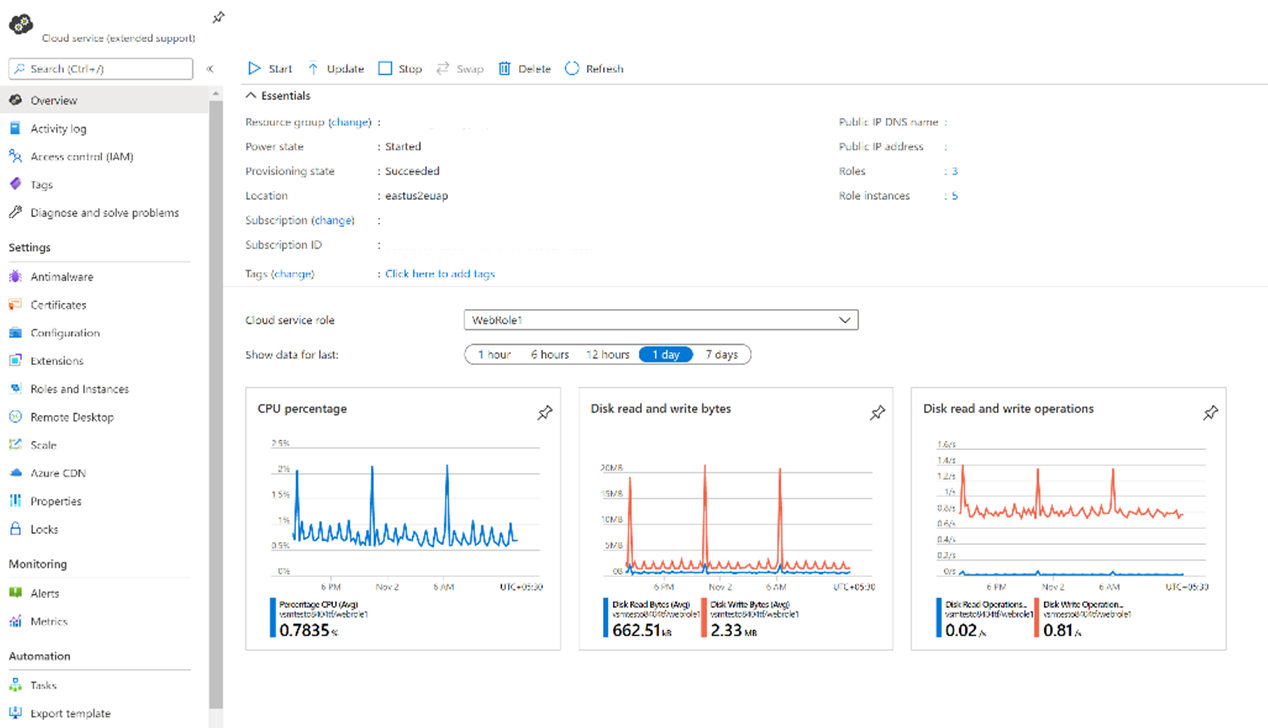 Cloud service (extended support)
Search (Ctrl+/)
«
Overview
Activity log
Access control (IAM)
Tags
Diagnose and solve problems
Settings
Antimalware
Certificates
Configuration
Extensions
Roles and Instances
Remote Desktop
Scale
Azure CDN
Properties
Locks
Monitoring
Alerts
Metrics
Automation
Tasks
Export template
Start Update Stop Swap Delete Refresh
Essentials
Resource group (change) :
Power state : Started
Provisioning state : Succeeded
Location : eastus2euap
Subscription (change) :
Subscription ID :
Tags (change) : Click here to add tags
Public IP DNS name :
Public IP address :
Roles : 3
Role instances : 5
Cloud service role WebRole1
Show data for last: 1 hour 6 hours 12 hours 1 day 7 days
CPU percentage
2.5%
2%
1.5%
1%
0.5%
0%
6 PM Nov 2 6 AM UTC+05:30
Percentage CPU (Avg)
vsmtesto8404tf/webrole1
0.7835 %
Disk read and write bytes
20MB
15MB
10MB
5MB
0B
6 PM Nov 2 6 AM UTC+05:30
Disk Read Bytes (Avg) Disk Write Bytes (Avg)
vsmtesto8404tf/webrole1 vsmtesto8404tf/webrole1
662.51 kB 2.33 MB
Disk read and write operations
1.6/s
1.4/s
1.2/s
1/s
0.8/s
0.6/s
0.4/s
0.2/s
0/s
6 PM Nov 2 6 AM UTC+05:30
Disk Read Operations... Disk Write Operation...
vsmtesto8404tf/webrole1 vsmtesto8404tf/webrole1
0.02 /s 0.81 /s